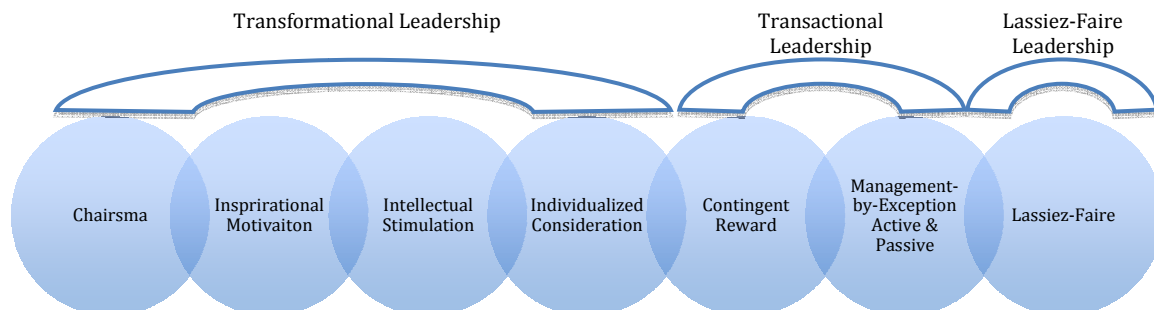 Transformational Leadership
Transactional
Leadership
Lassiez-Faire
Leadership
Chairsma
Insprirational
Motivaiton
Intellectual
Stimulation
Individualized
Consideration
Contingent
Reward
Management-
by-Exception
Active &
Passive
Lassiez-Faire